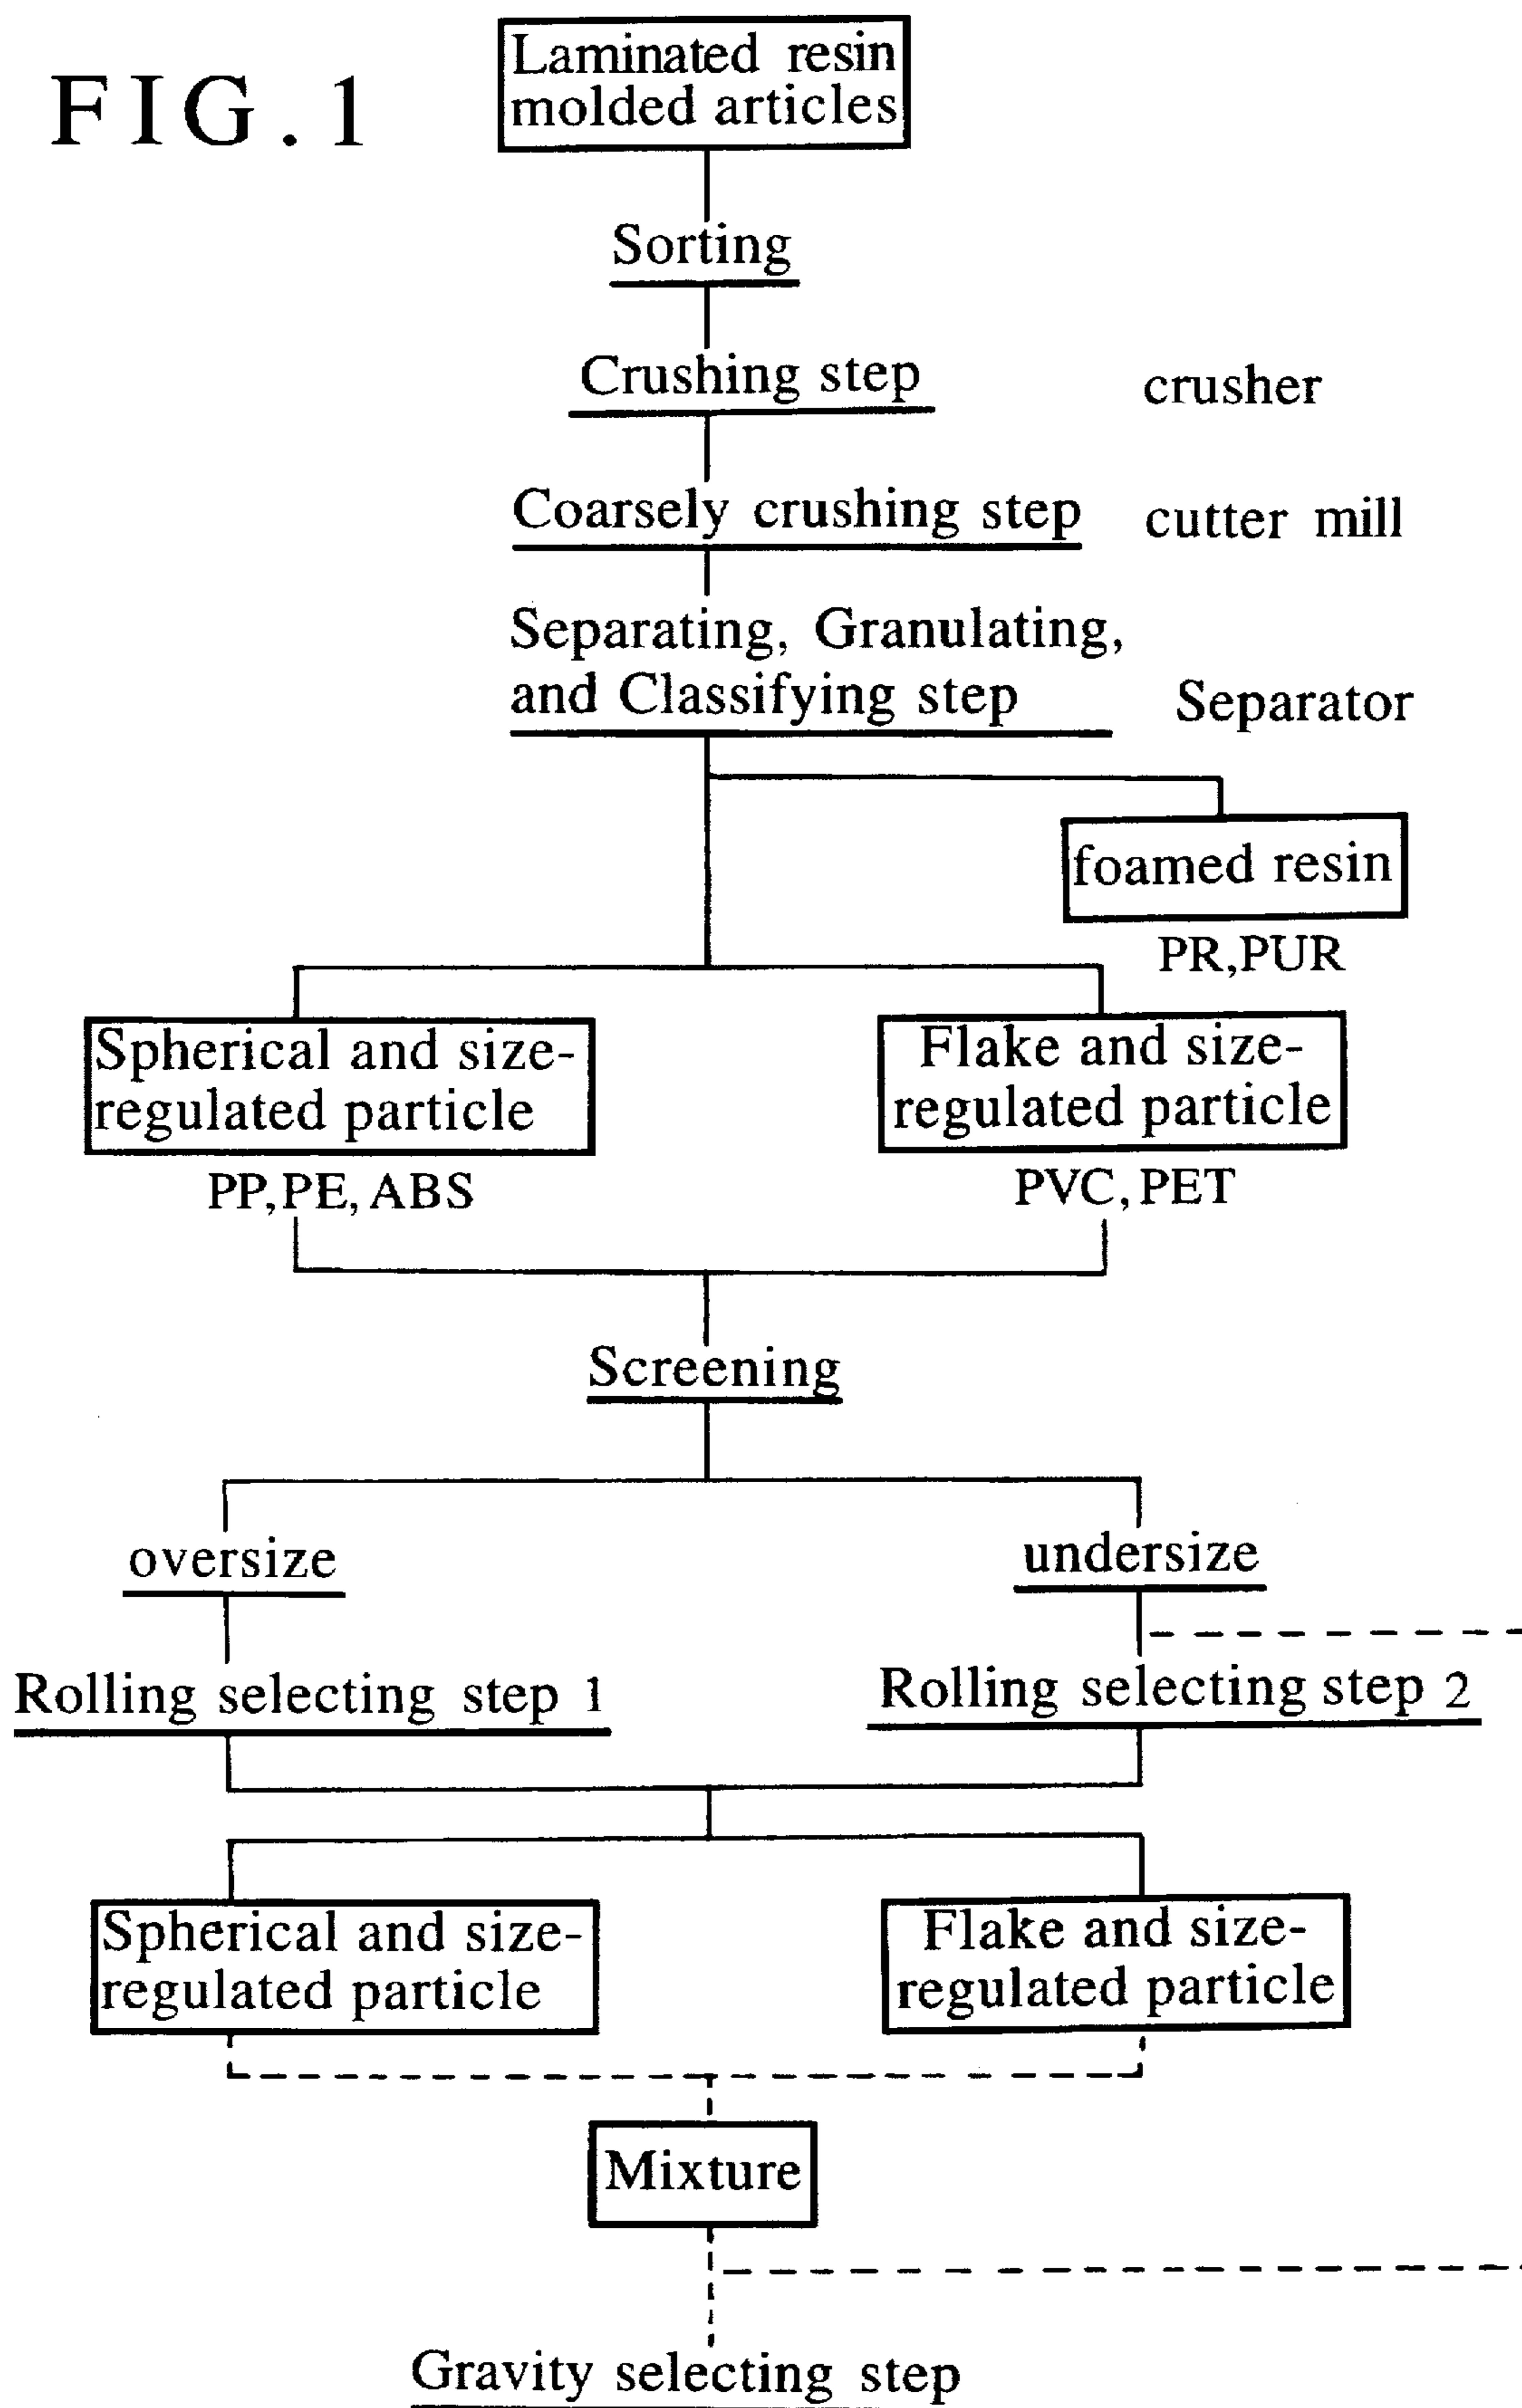 FIG.1
Laminated resin
molded articles
Sorting
Crushing step
crusher
Coarsely crushing step
cutter mill
Separating, Granulating,
and Classifying step
Separator
foamed resin
PR,PUR
Spherical and size-
regulated particle
PP,PE,ABS
Flake and size-
regulated particle
PVC,PET
Screening
oversize
undersize
Rolling selecting step 1
Rolling selecting step 2
Spherical and size-
regulated particle
Flake and size-
regulated particle
Mixture
Gravity selecting step